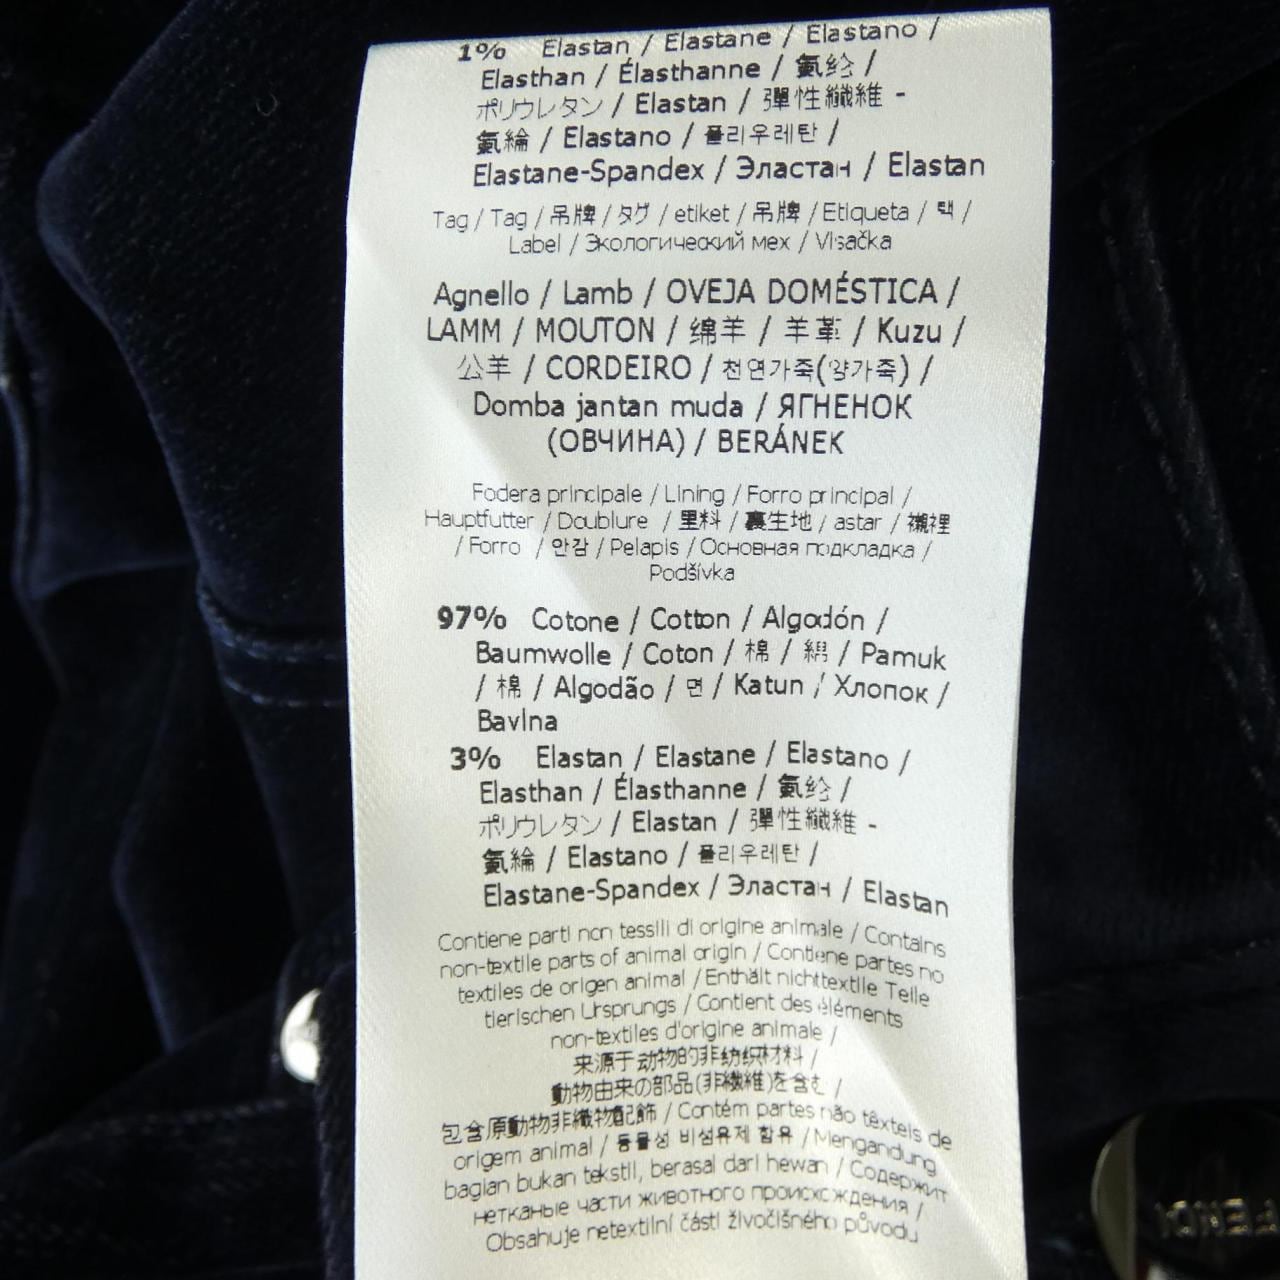 1% Elastan / Elastane / Elastano /
Elasthan / Élasthanne / 氨纶 /
ポリウレタン / Elastan / 彈性纖維 -
氨綸 / Elastano / 폴리우레탄 /
Elastane-Spandex / Эластан / Elastan
Tag / Tag / 吊牌 / タグ / etiket / 吊牌 / Etiqueta / 택 /
Label / Экологический мех / Visačka
Agnello / Lamb / OVEJA DOMÉSTICA /
LAMM / MOUTON / 绵羊 / 羊革 / Kuzu /
公羊 / CORDEIRO / 천연가죽(양가죽) /
Domba jantan muda / ЯГНЕНОК
(ОВЧИНА) / BERÁNEK
Fodera principale / Lining / Forro principal /
Hauptfutter / Doublure / 里料 / 裏生地 / astar / 襯裡
/ Forro / 안감 / Pelapis / Основная подкладка /
Podšívka
97% Cotone / Cotton / Algodón /
Baumwolle / Coton / 棉 / 綿 / Pamuk
/ 棉 / Algodão / 면 / Katun / Хлопок /
Bavlna
3% Elastan / Elastane / Elastano /
Elasthan / Élasthanne / 氨纶 /
ポリウレタン / Elastan / 彈性纖維 -
氨綸 / Elastano / 폴리우레탄 /
Elastane-Spandex / Эластан / Elastan
Contiene parti non tessili di origine animale / Contains
non-textile parts of animal origin / Contiene partes no
textiles de origen animal / Enthält nichttextile Teile
tierischen Ursprungs / Contient des éléments
non-textiles d'origine animale /
来源于动物的非纺织材料 /
動物由来の部品(非繊維)を含む /
包含原動物非織物配飾 / Contém partes não têxteis de
origem animal / 동물성 비섬유제 함유 / Mengandung
bagian bukan tekstil, berasal dari hewan / Содержит
нетканые части животного происхождения /
Obsahuje netextilní části živočišného původu
FENDI